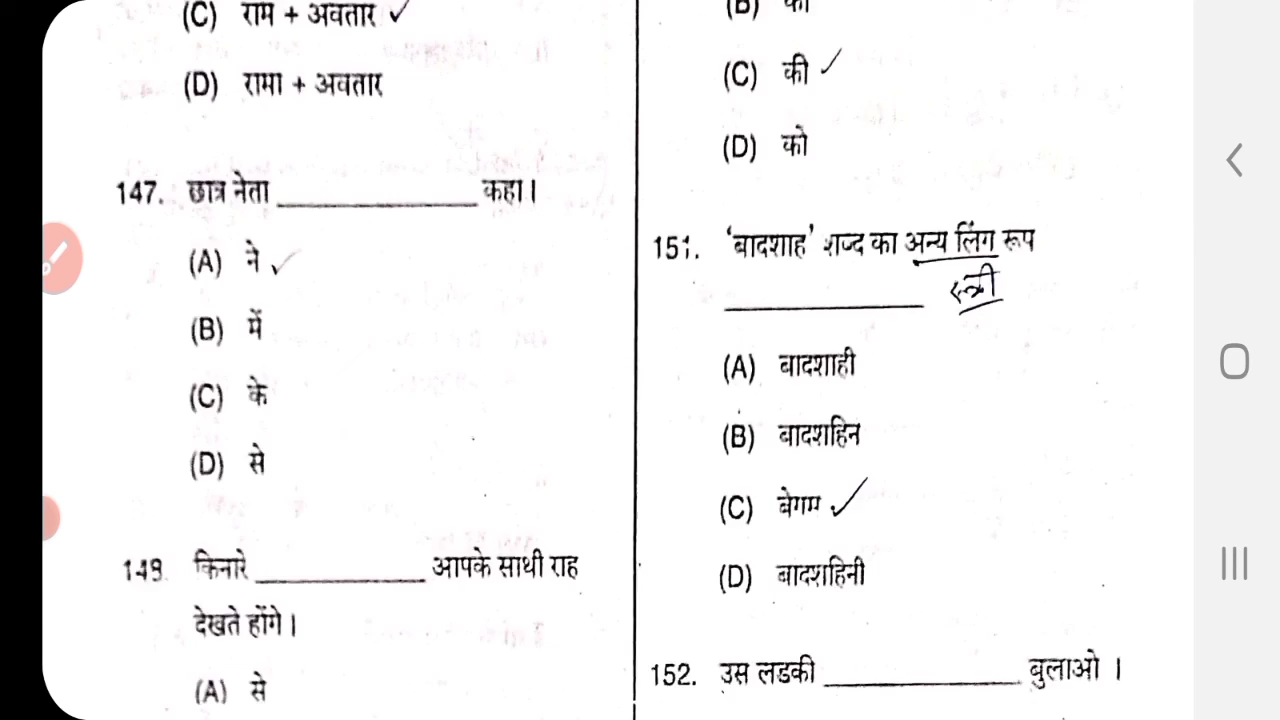 (C) राम + अवतार ✓
(D) रामा + अवतार
147. छात्र नेता ____________ कहा।
(A) ने ✓
(B) में
(C) के
(D) से
किनारे ____________ आपके साथी राह
देखते होंगे।
(A) से
(C) की ✓
(D) को
151. 'बादशाह' शब्द का अन्य लिंग रूप
____________ स्त्री
(A) बादशाही
(B) बादशहिन
(C) बेगम ✓
(D) बादशहिनी
152. उस लडकी ____________ बुलाओ ।